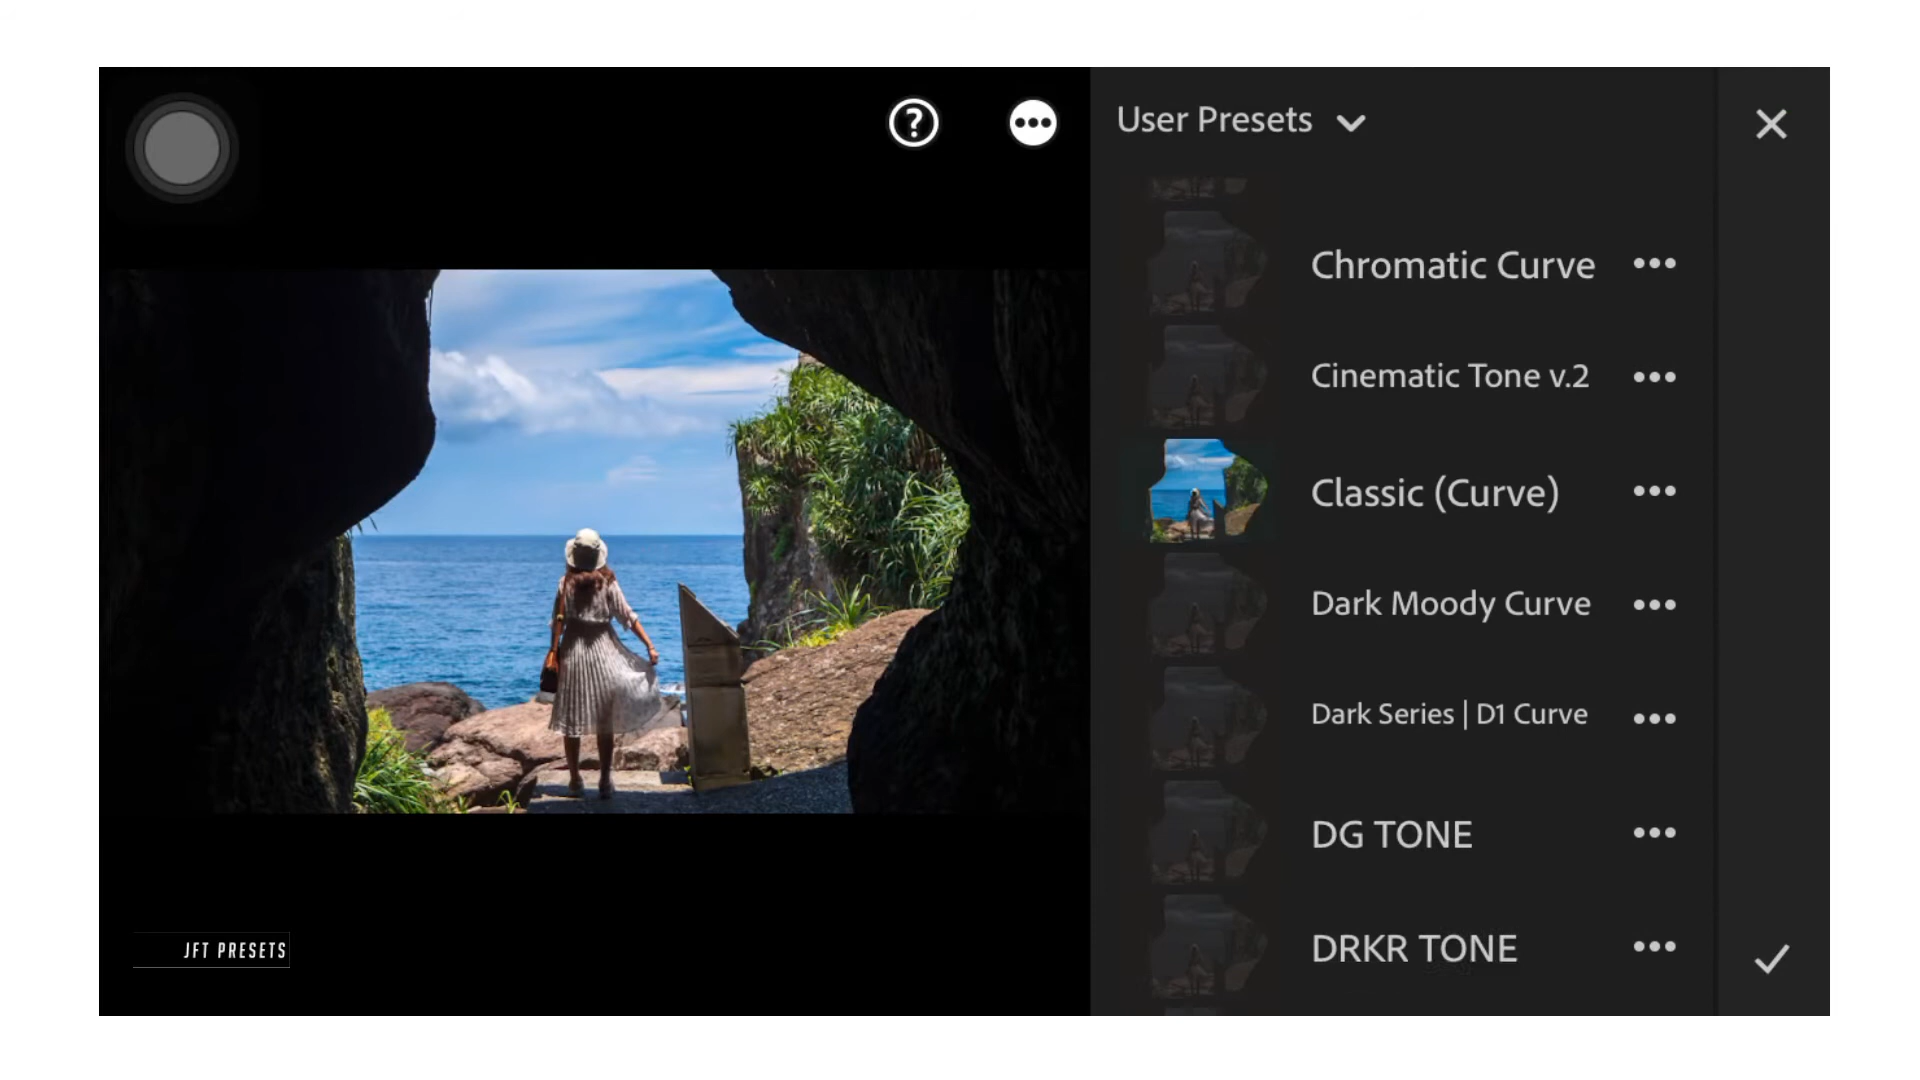 User Presets
Chromatic Curve
Cinematic Tone v.2
Classic (Curve)
Dark Moody Curve
Dark Series | D1 Curve
DG TONE
DRKR TONE
JFT PRESETS